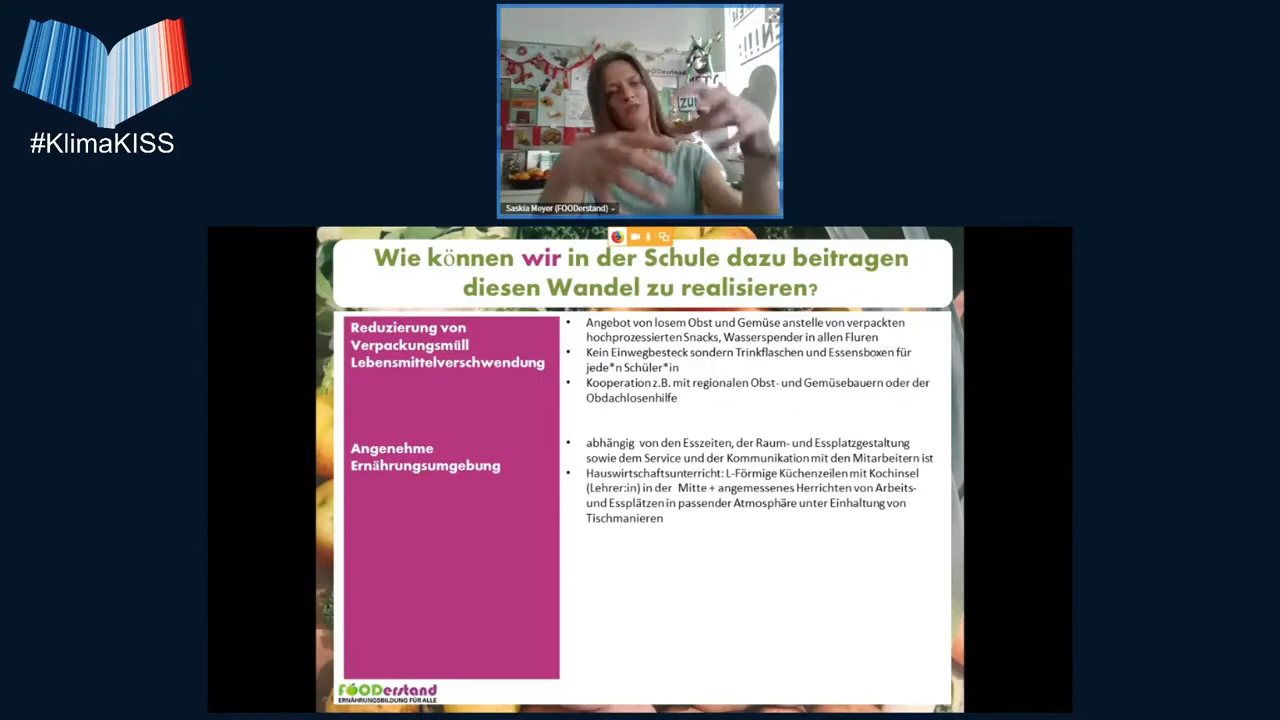 #KlimaKISS
FOODerstand
ZUR
Saskia Meyer (FOODerstand)
Wie können wir in der Schule dazu beitragen
diesen Wandel zu realisieren?
Reduzierung von
Verpackungsmüll
Lebensmittelverschwendung
• Angebot von losem Obst und Gemüse anstelle von verpackten
hochprozessierten Snacks, Wasserspender in allen Fluren
• Kein Einwegbesteck sondern Trinkflaschen und Essensboxen für
jede*n Schüler*in
• Kooperation z.B. mit regionalen Obst- und Gemüsebauern oder der
Obdachlosenhilfe
Angenehme
Ernährungsumgebung
• abhängig von den Esszeiten, der Raum- und Essplatzgestaltung
sowie dem Service und der Kommunikation mit den Mitarbeitern ist
• Hauswirtschaftsunterricht: L-Förmige Küchenzeilen mit Kochinsel
(Lehrer:in) in der Mitte + angemessenes Herrichten von Arbeits-
und Essplätzen in passender Atmosphäre unter Einhaltung von
Tischmanieren
FOODerstand
ERNÄHRUNGSBILDUNG FÜR ALLE